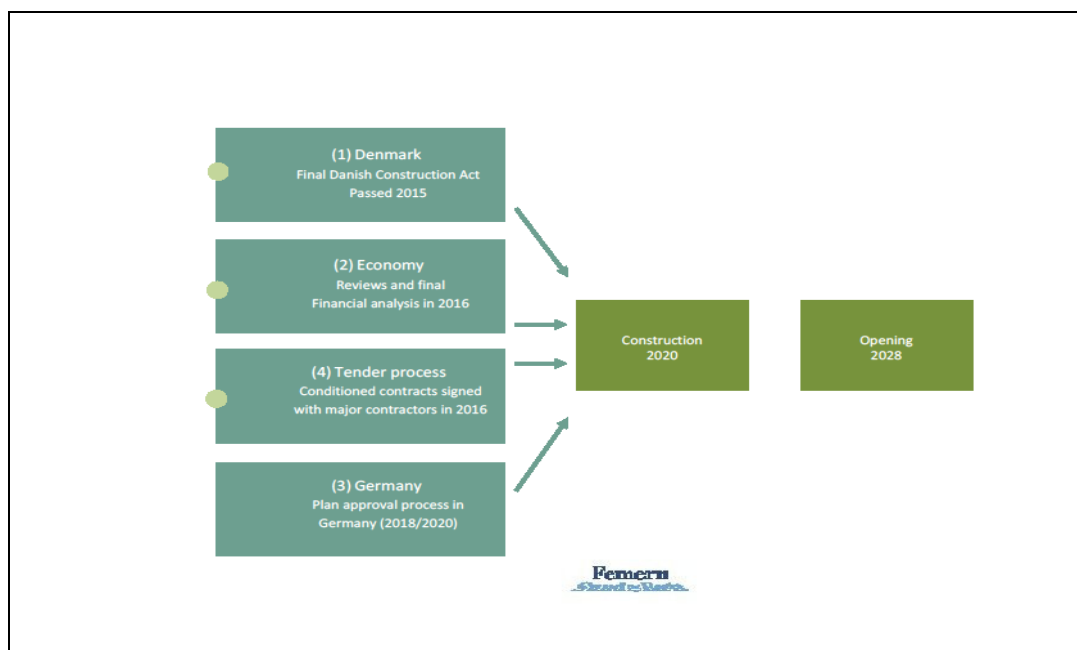 (1) Denmark
Final Danish Construction Act
Passed 2015
(2) Economy
Reviews and final
Financial analysis in 2016
(4) Tender process
Conditioned contracts signed
with major contractors in 2016
(3) Germany
Plan approval process in
Germany (2018/2020)
Construction
2020
Opening
2028
Femern